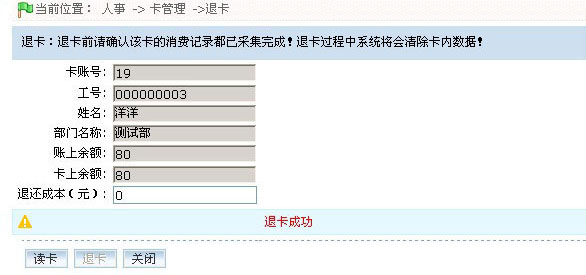 当前位置： 人事 -> 卡管理 ->退卡
退卡：退卡前请确认该卡的消费记录都已采集完成！退卡过程中系统将会清除卡内数据！
卡账号： 19
工号： 000000003
姓名： 洋洋
部门名称： 测试部
账上余额： 80
卡上余额： 80
退还成本（元）： 0
退卡成功
读卡 退卡 关闭